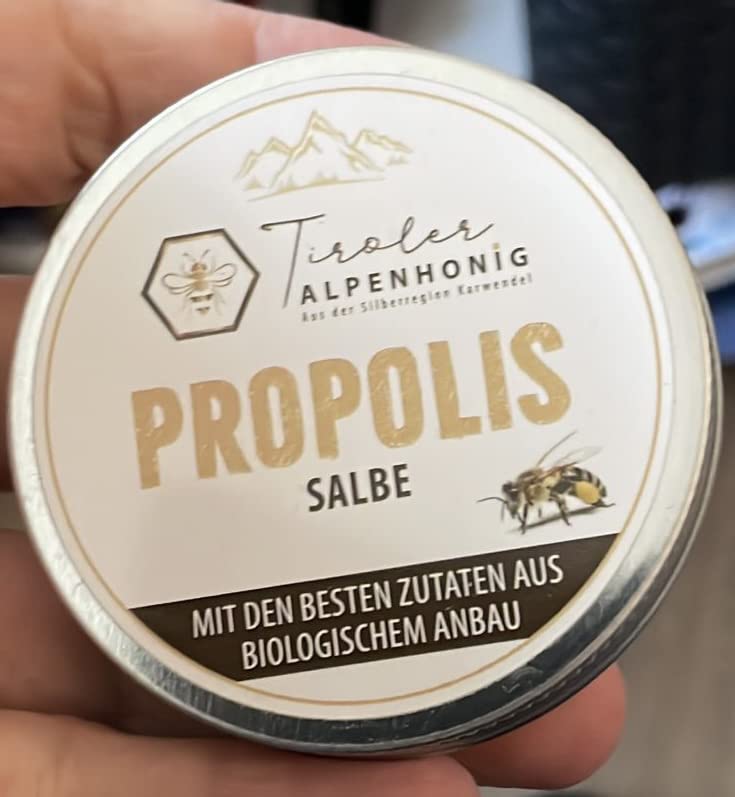 Tiroler
ALPENHONIG
Aus der Silberregion Karwendel
PROPOLIS
SALBE
MIT DEN BESTEN ZUTATEN AUS
BIOLOGISCHEM ANBAU